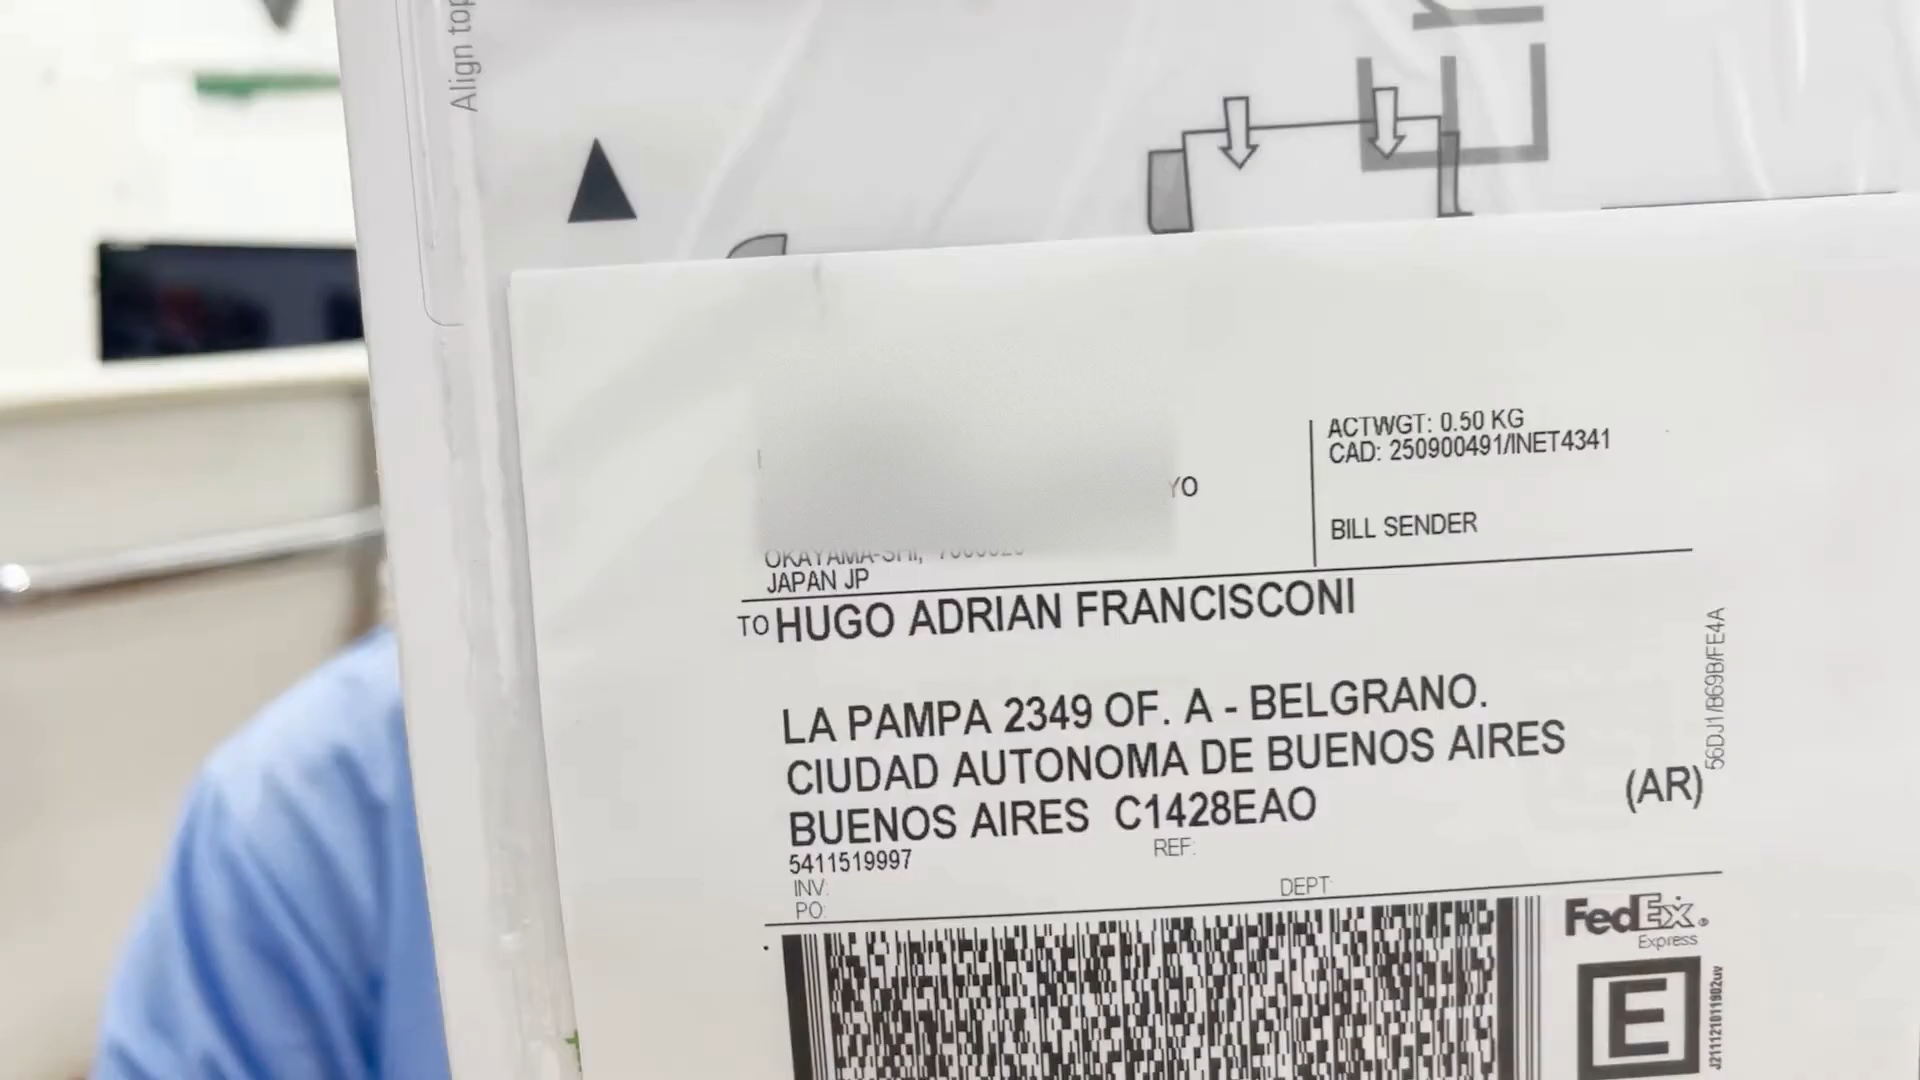 Align top
ACTWGT: 0.50 KG
CAD: 250900491/INET4341
BILL SENDER
YO
OKAYAMA-SHI,
JAPAN JP
TO HUGO ADRIAN FRANCISCONI
LA PAMPA 2349 OF. A - BELGRANO.
CIUDAD AUTONOMA DE BUENOS AIRES
BUENOS AIRES C1428EAO
(AR)
5411519997
REF:
INV:
PO:
DEPT:
56DJ1/B69B/FE4A
FedEx®
Express
E
J211121011902uv